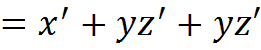 = x′ + yz′ + yz′